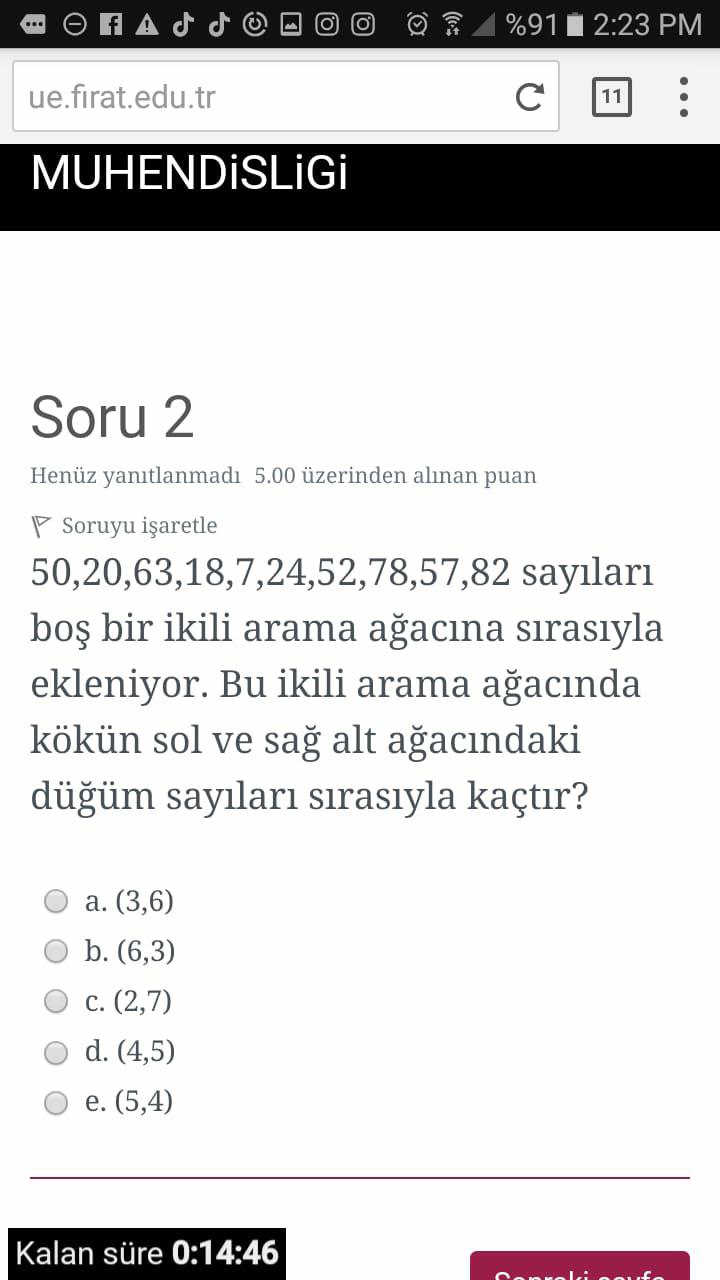 %91 2:23 PM
ue.firat.edu.tr
11
MUHENDiSLiGi
Soru 2
Henüz yanıtlanmadı 5.00 üzerinden alınan puan
Soruyu işaretle
50,20,63,18,7,24,52,78,57,82 sayıları
boş bir ikili arama ağacına sırasıyla
ekleniyor. Bu ikili arama ağacında
kökün sol ve sağ alt ağacındaki
düğüm sayıları sırasıyla kaçtır?
a. (3,6)
b. (6,3)
c. (2,7)
d. (4,5)
e. (5,4)
Kalan süre 0:14:46
Sonraki sayfa